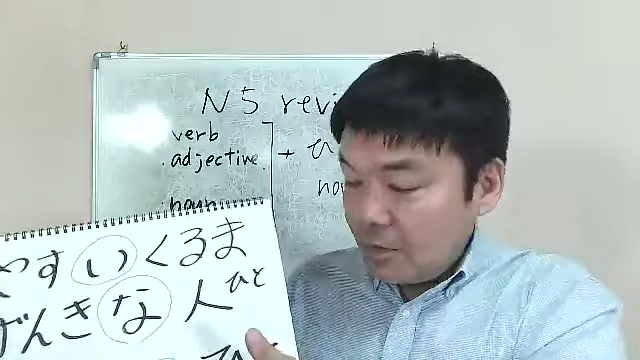 N5 revi
verb
adjective + ひ
noun
やすいくるま
げんきな人ひと